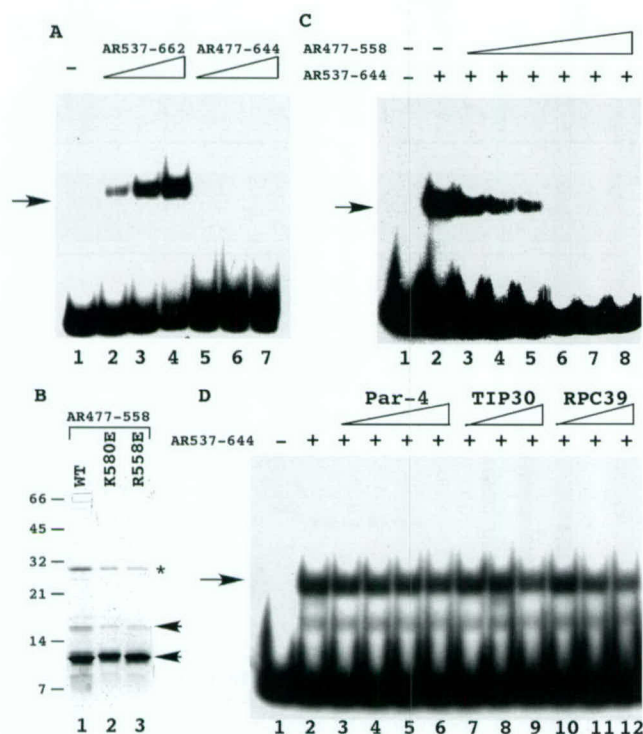 A
AR537-662 AR477-644
–
1 2 3 4 5 6 7
C
AR477-558 – –
AR537-644 – + + + + + + +
1 2 3 4 5 6 7 8
B
AR477-558
WT K580E R558E
66
45
32
*
21
14
7
1 2 3
D
Par-4 TIP30 RPC39
AR537-644 – + + + + + + + + + + +
1 2 3 4 5 6 7 8 9 10 11 12